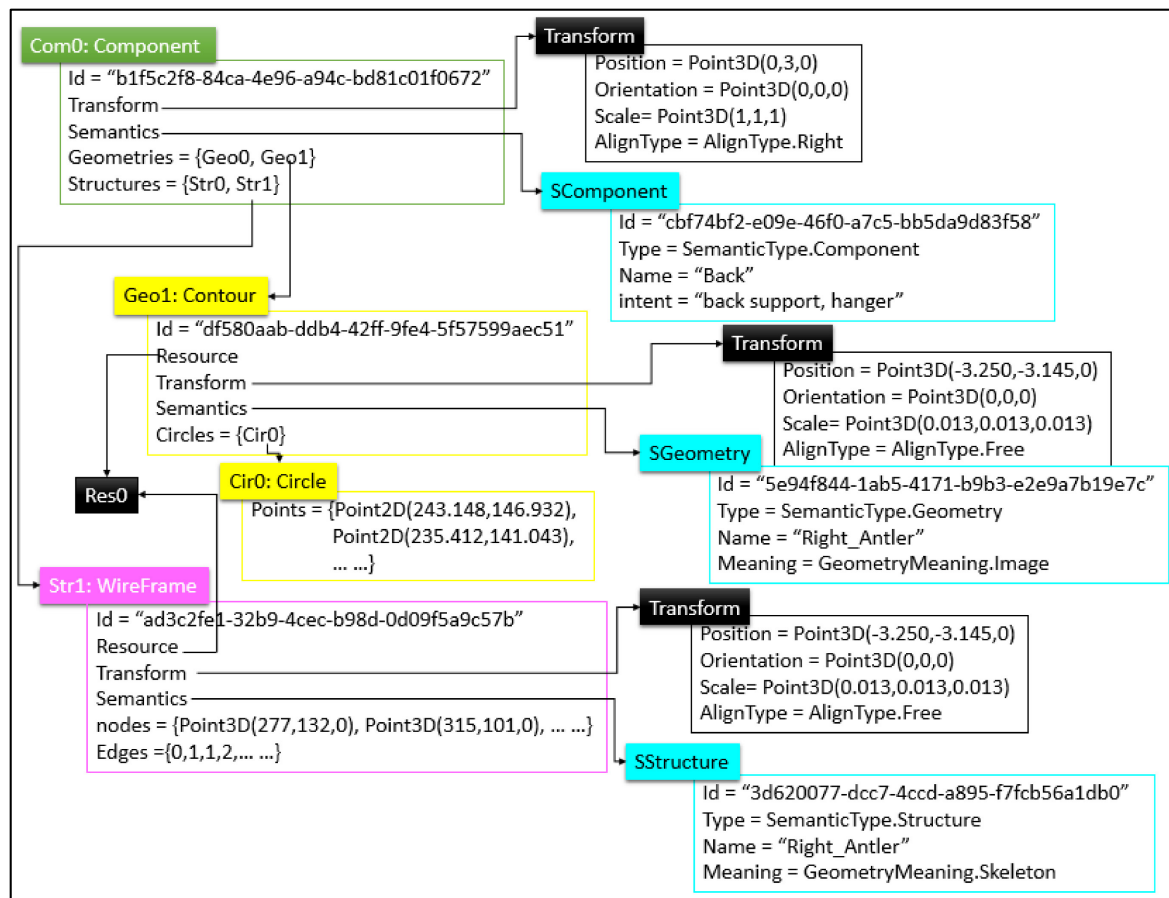 Com0: Component
Id = “b1f5c2f8-84ca-4e96-a94c-bd81c01f0672”
Transform
Semantics
Geometries = {Geo0, Geo1}
Structures = {Str0, Str1}
Transform
Position = Point3D(0,3,0)
Orientation = Point3D(0,0,0)
Scale= Point3D(1,1,1)
AlignType = AlignType.Right
SComponent
Id = “cbf74bf2-e09e-46f0-a7c5-bb5da9d83f58”
Type = SemanticType.Component
Name = “Back”
intent = “back support, hanger”
Geo1: Contour
Id = “df580aab-ddb4-42ff-9fe4-5f57599aec51”
Resource
Transform
Semantics
Circles = {Cir0}
Transform
Position = Point3D(-3.250,-3.145,0)
Orientation = Point3D(0,0,0)
Scale= Point3D(0.013,0.013,0.013)
AlignType = AlignType.Free
SGeometry
Id = “5e94f844-1ab5-4171-b9b3-e2e9a7b19e7c”
Type = SemanticType.Geometry
Name = “Right_Antler”
Meaning = GeometryMeaning.Image
Res0
Cir0: Circle
Points = {Point2D(243.148,146.932),
Point2D(235.412,141.043),
... ...}
Str1: WireFrame
Id = “ad3c2fe1-32b9-4cec-b98d-0d09f5a9c57b”
Resource
Transform
Semantics
nodes = {Point3D(277,132,0), Point3D(315,101,0), ... ...}
Edges ={0,1,1,2,... ...}
Transform
Position = Point3D(-3.250,-3.145,0)
Orientation = Point3D(0,0,0)
Scale= Point3D(0.013,0.013,0.013)
AlignType = AlignType.Free
SStructure
Id = “3d620077-dcc7-4ccd-a895-f7fcb56a1db0”
Type = SemanticType.Structure
Name = “Right_Antler”
Meaning = GeometryMeaning.Skeleton